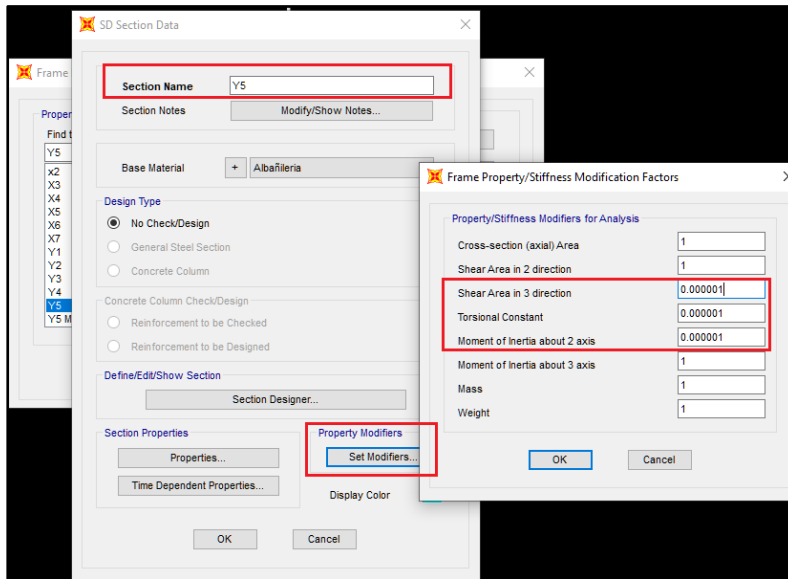 SD Section Data
Section Name
Y5
Section Notes
Modify/Show Notes...
Base Material
+
Albañileria
Design Type
No Check/Design
General Steel Section
Concrete Column
Concrete Column Check/Design
Reinforcement to be Checked
Reinforcement to be Designed
Define/Edit/Show Section
Section Designer...
Section Properties
Properties...
Time Dependent Properties...
Property Modifiers
Set Modifiers...
Display Color
OK
Cancel
Frame
Proper
Find t
Y5
x2
X3
X4
X5
X6
X7
Y1
Y2
Y3
Y4
Y5
Y5 M
Frame Property/Stiffness Modification Factors
Property/Stiffness Modifiers for Analysis
Cross-section (axial) Area
1
Shear Area in 2 direction
1
Shear Area in 3 direction
0.000001
Torsional Constant
0.000001
Moment of Inertia about 2 axis
0.000001
Moment of Inertia about 3 axis
1
Mass
1
Weight
1
OK
Cancel